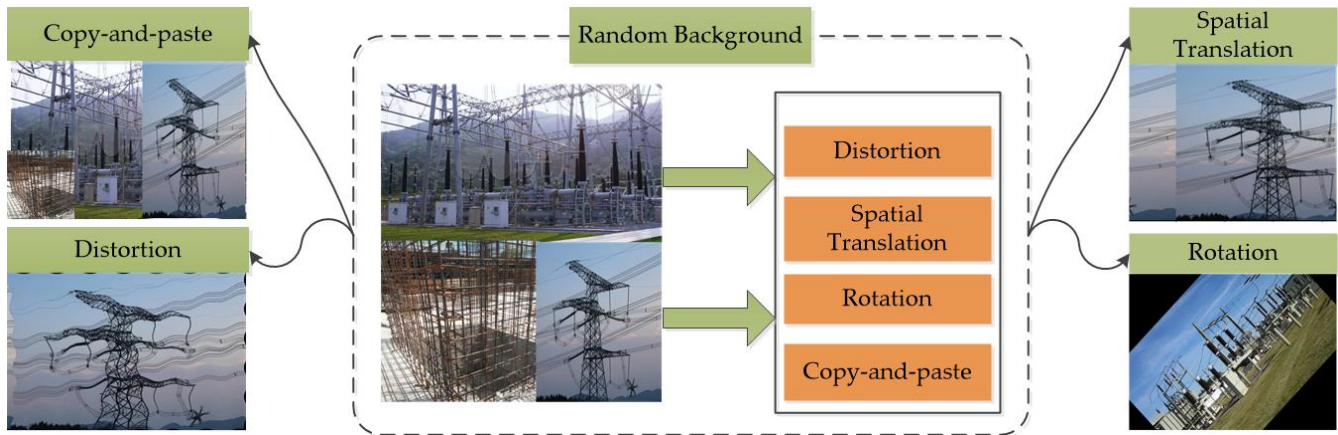 Copy-and-paste
Distortion
Random Background
Distortion
Spatial
Translation
Rotation
Copy-and-paste
Spatial
Translation
Rotation